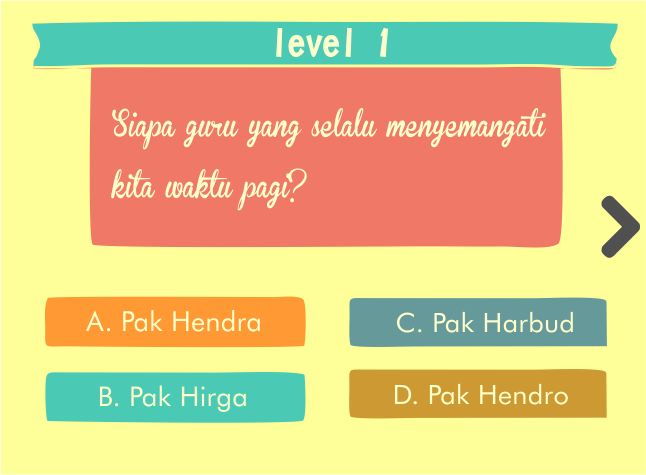 level 1
Siapa guru yang selalu menyemangati
kita waktu pagi?
A. Pak Hendra
C. Pak Harbud
B. Pak Hirga
D. Pak Hendro